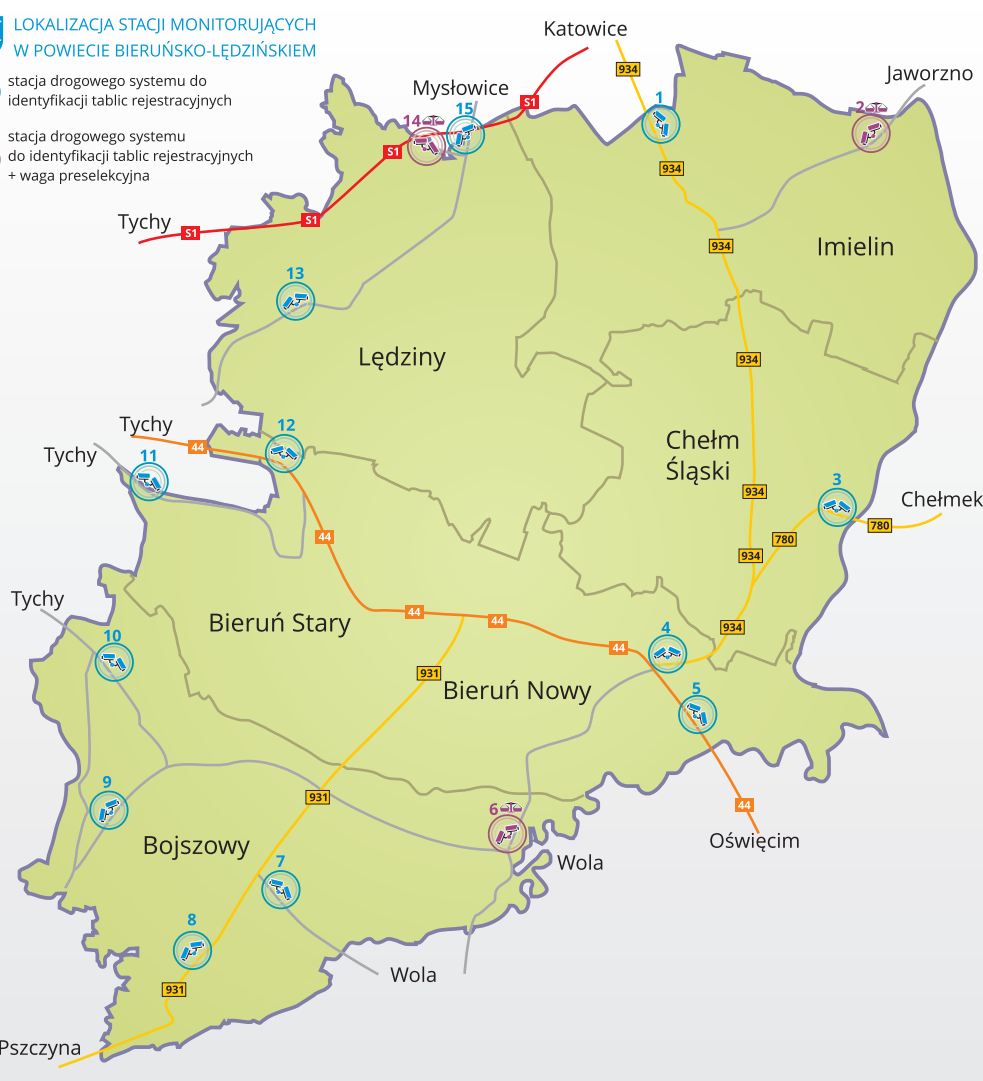 LOKALIZACJA STACJI MONITORUJĄCYCH
W POWIECIE BIERUŃSKO-LĘDZIŃSKIEM
stacja drogowego systemu do
identyfikacji tablic rejestracyjnych
stacja drogowego systemu
do identyfikacji tablic rejestracyjnych
+ waga preselekcyjna
Katowice
934
Jaworzno
Mysłowice
S1
1
2
14
15
S1
934
Tychy
S1
S1
934
Imielin
13
Lędziny
934
Tychy
44
12
Tychy
11
Chełm
Śląski
934
3
Chełmek
780
780
44
934
Tychy
44
44
Bieruń Stary
934
10
44
4
931
Bieruń Nowy
5
9
931
44
6
Oświęcim
Bojszowy
7
Wola
8
Wola
931
Pszczyna